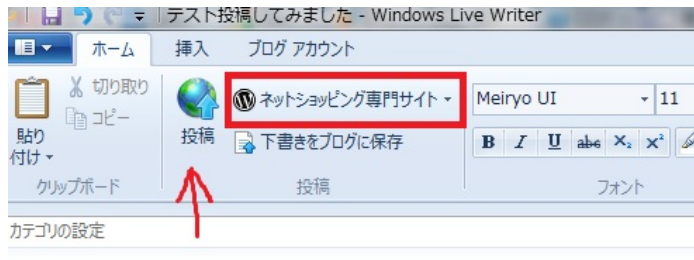 テスト投稿してみました - Windows Live Writer
ホーム 挿入 ブログ アカウント
切り取り
コピー
貼り
付け
クリップボード
投稿
ネットショッピング専門サイト
下書きをブログに保存
投稿
Meiryo UI 11
B I U abc X₂ X²
フォント
カテゴリの設定